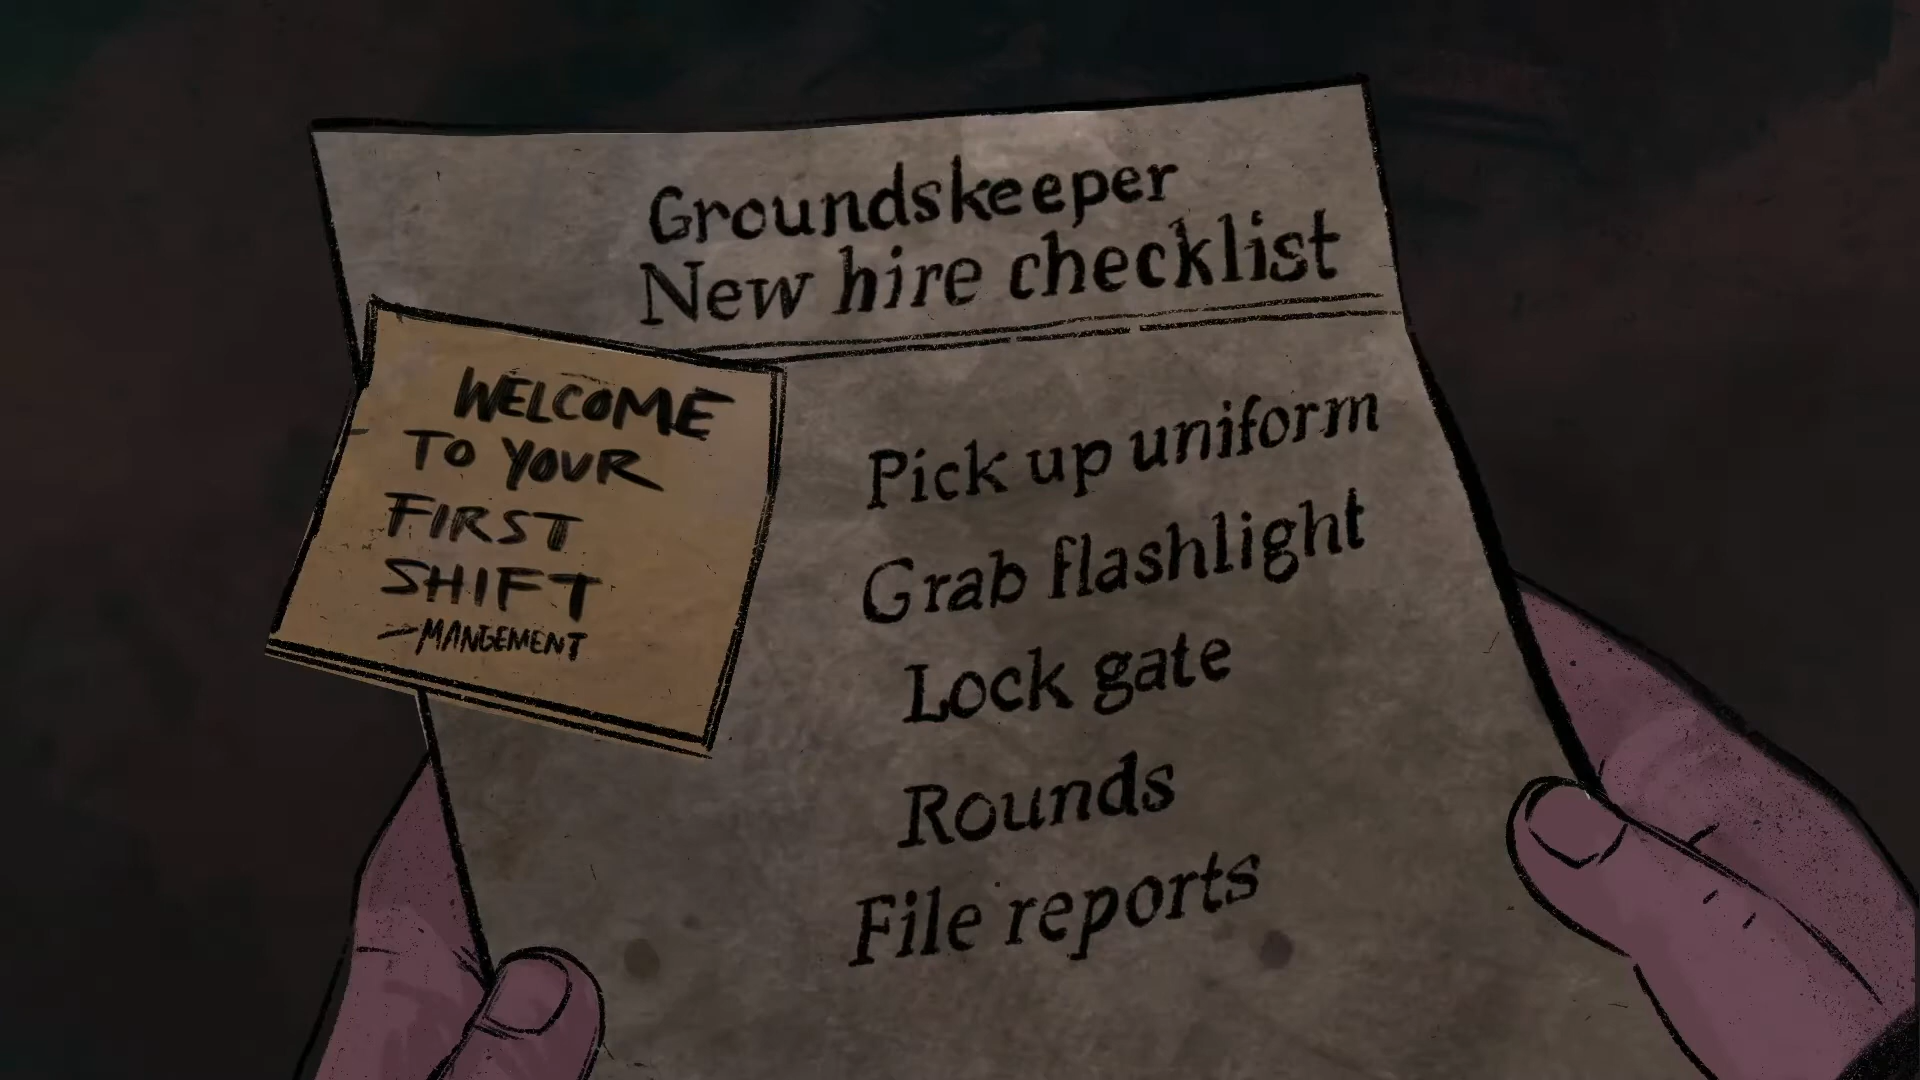 Groundskeeper
New hire checklist
WELCOME
TO YOUR
FIRST
SHIFT
—MANGEMENT
Pick up uniform
Grab flashlight
Lock gate
Rounds
File reports